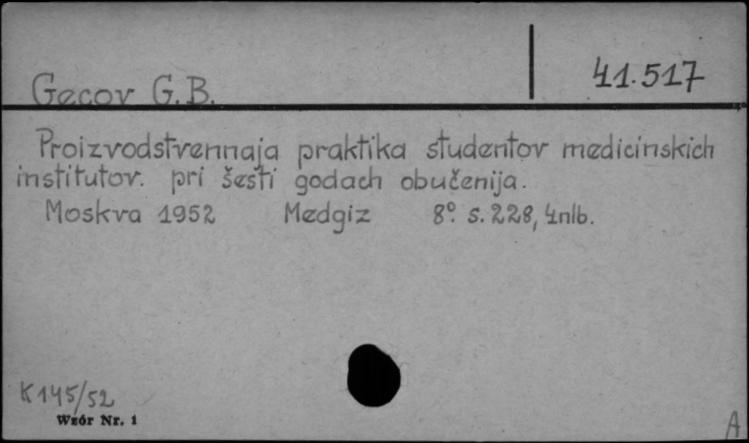 41.517
Gecov G.B.
Proizvodstvennaja praktika studentov medicinskich
institutov. pri šesti godach obučenija.
Moskva 1952 Medgiz 8° s. 228, 4nlb.
K 145/52
Wzór Nr. 1
A